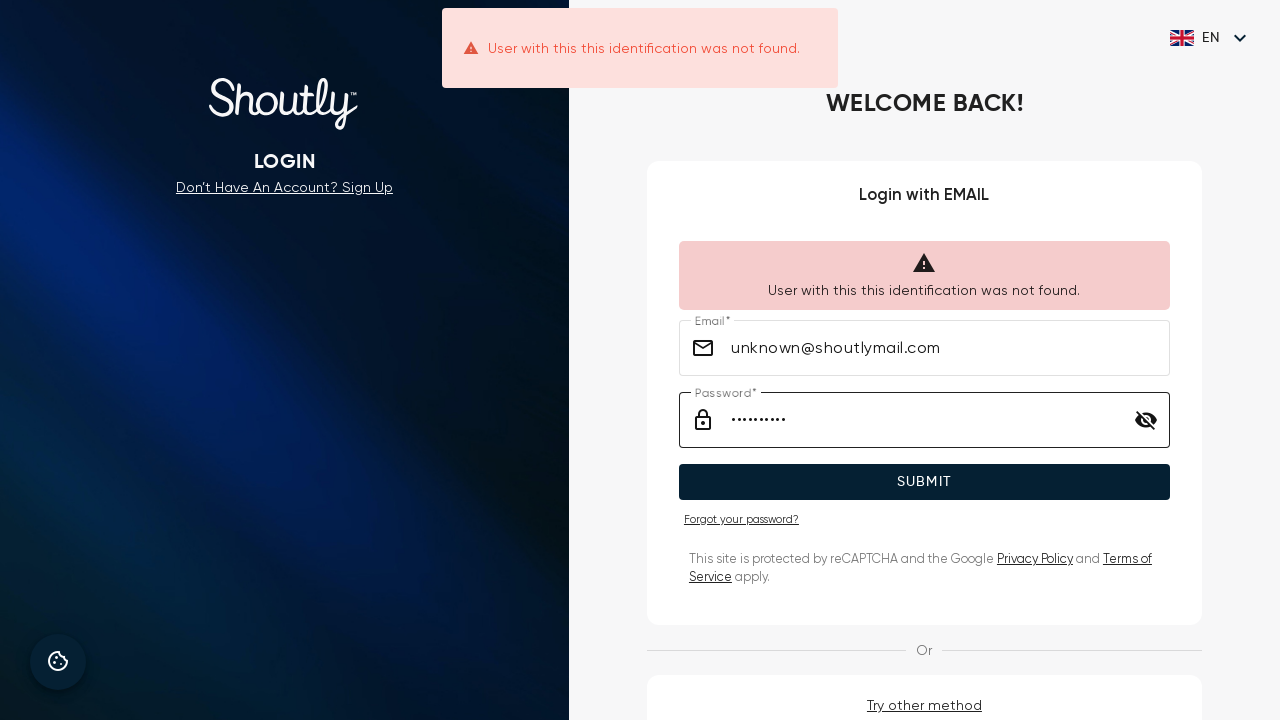 User with this this identification was not found.
EN
Shoutly™
LOGIN
Don't Have An Account? Sign Up
WELCOME BACK!
Login with EMAIL
User with this this identification was not found.
Email*
unknown@shoutlymail.com
Password*
••••••••••
SUBMIT
Forgot your password?
This site is protected by reCAPTCHA and the Google Privacy Policy and Terms of
Service apply.
Or
Try other method